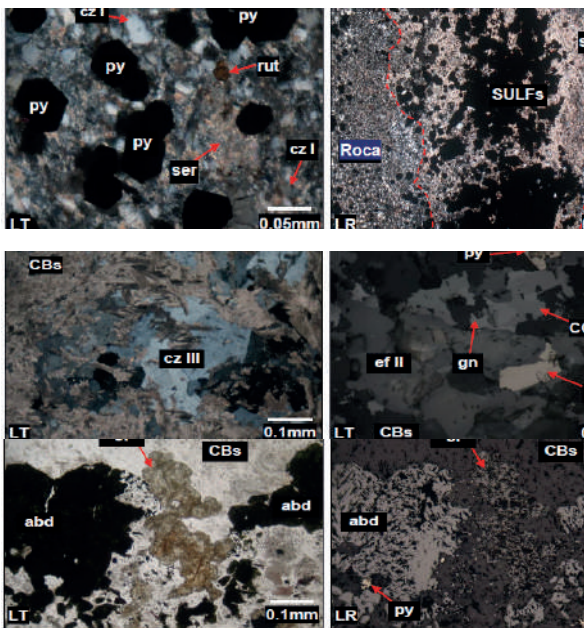 cz I
py
py
py
rut
py
ser
cz I
LT
0.05mm
SULFs
Roca
LR
CBs
cz III
LT
0.1mm
py
ef II
gn
LT
CBs
CBs
abd
abd
LT
0.1mm
CBs
abd
py
LR